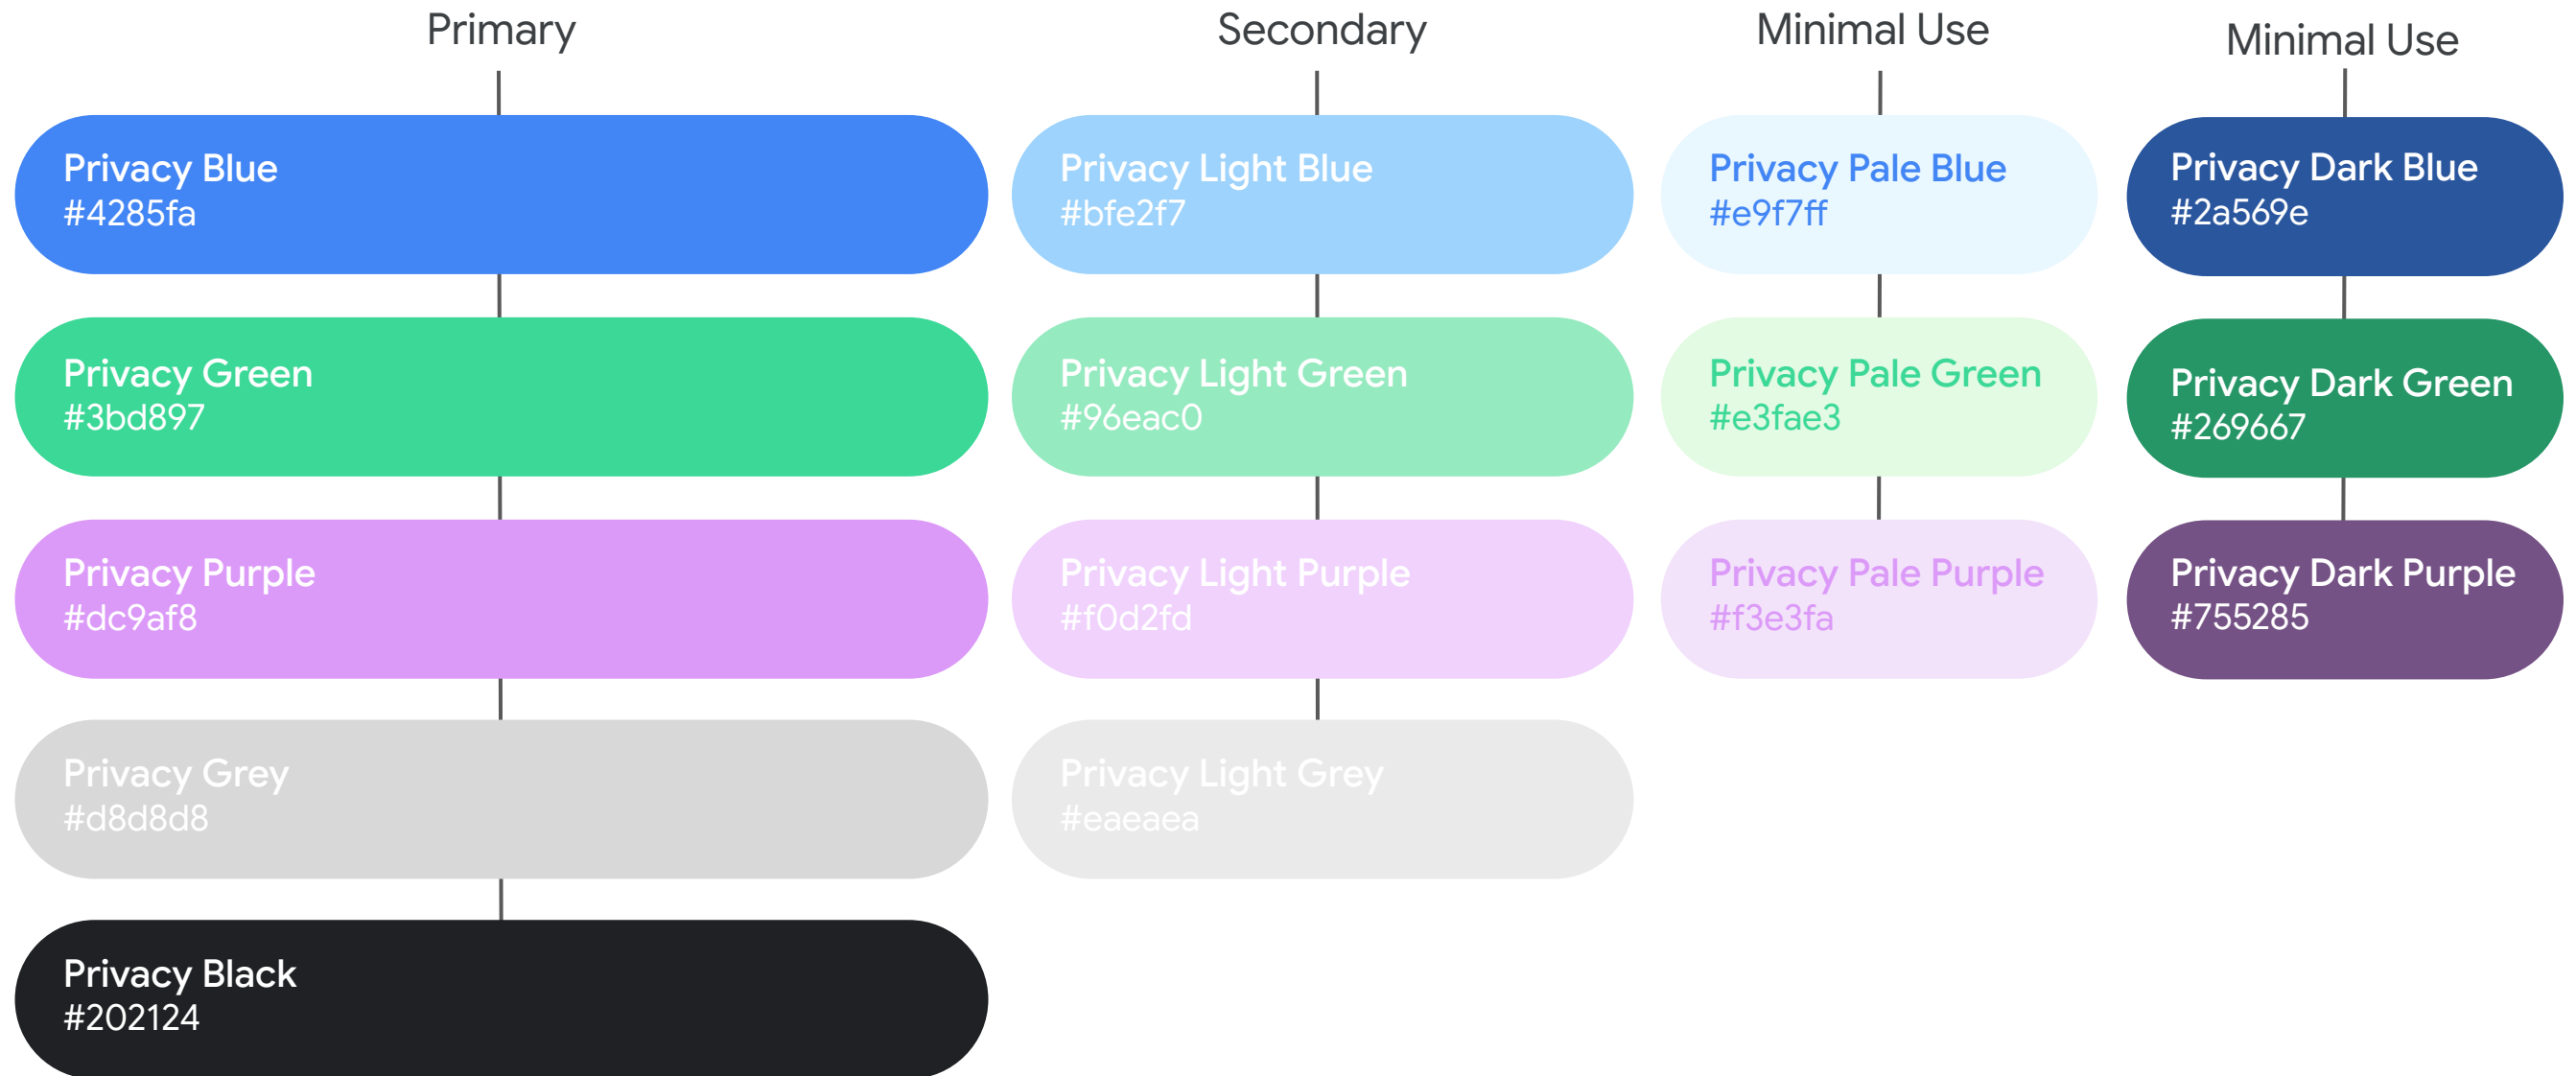 Primary
Privacy Blue
#4285fa
Privacy Green
#3bd897
Privacy Purple
#dc9af8
Privacy Grey
#d8d8d8
Privacy Black
#202124
Secondary
Privacy Light Blue
#bfe2f7
Privacy Light Green
#96eac0
Privacy Light Purple
#f0d2fd
Privacy Light Grey
#eaeaea
Minimal Use
Privacy Pale Blue
#e9f7ff
Privacy Pale Green
#e3fae3
Privacy Pale Purple
#f3e3fa
Minimal Use
Privacy Dark Blue
#2a569e
Privacy Dark Green
#269667
Privacy Dark Purple
#755285